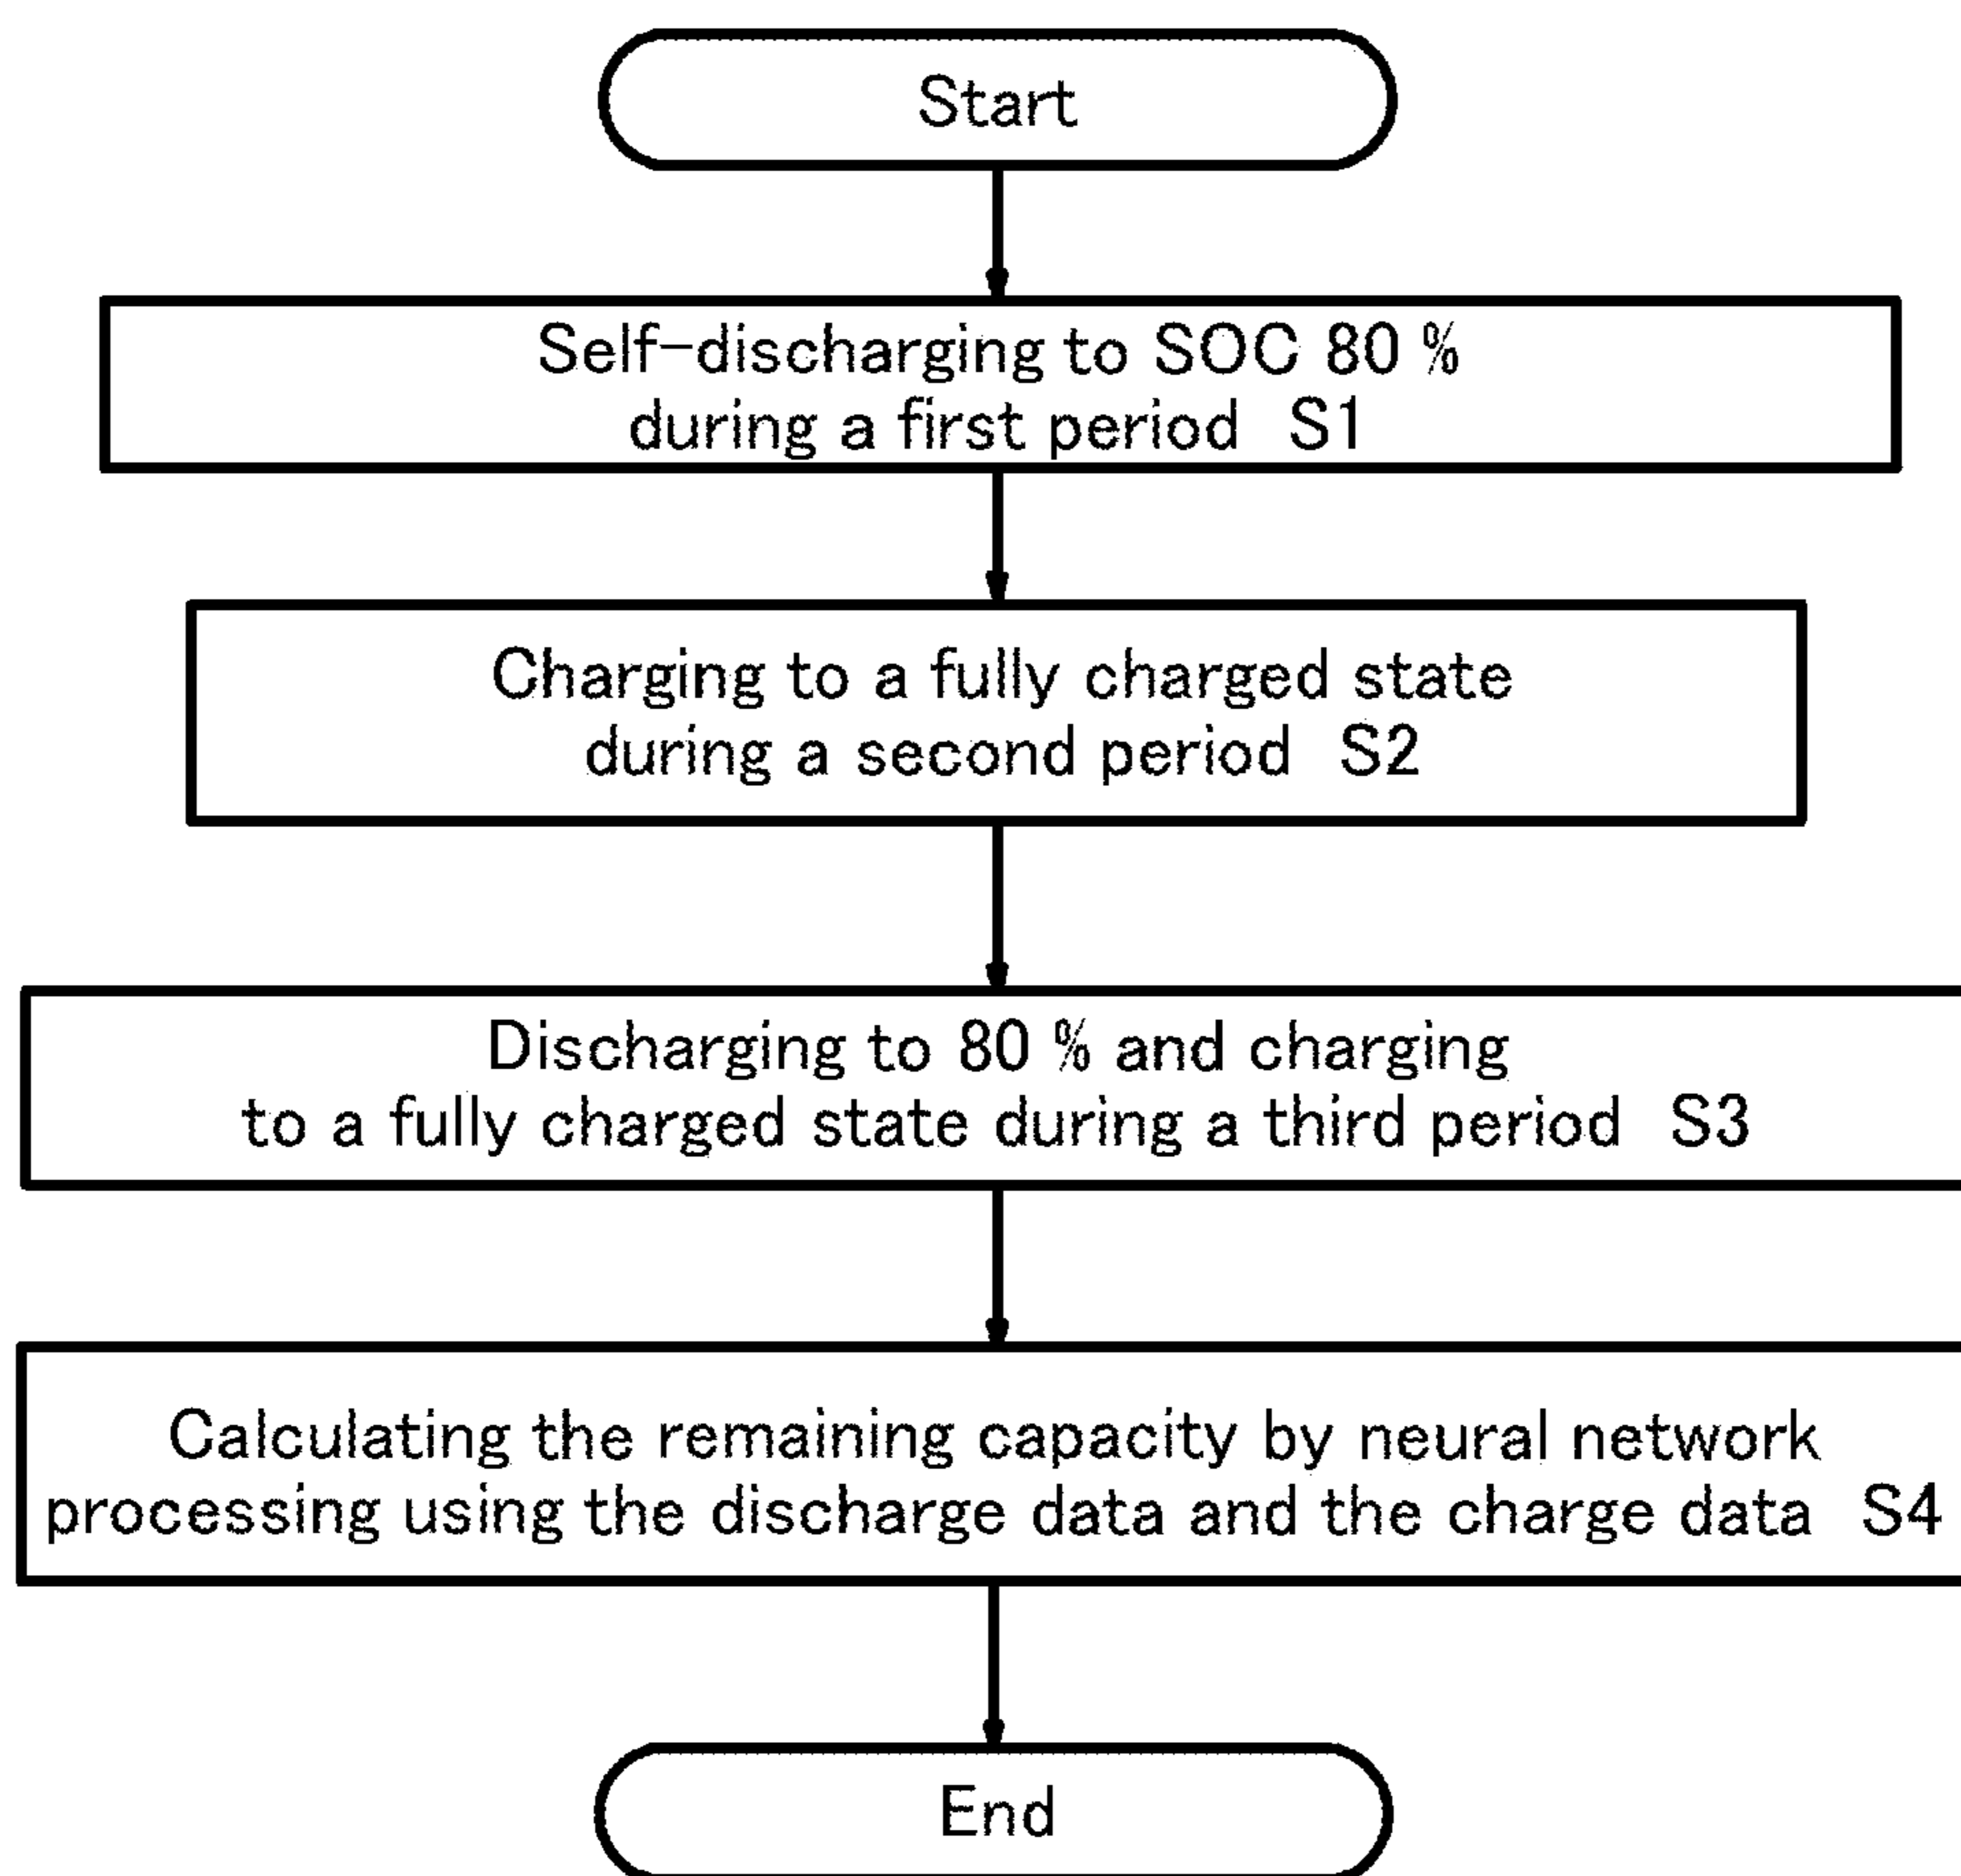 Start
Self-discharging to SOC 80 %
during a first period S1
Charging to a fully charged state
during a second period S2
Discharging to 80 % and charging
to a fully charged state during a third period S3
Calculating the remaining capacity by neural network
processing using the discharge data and the charge data S4
End